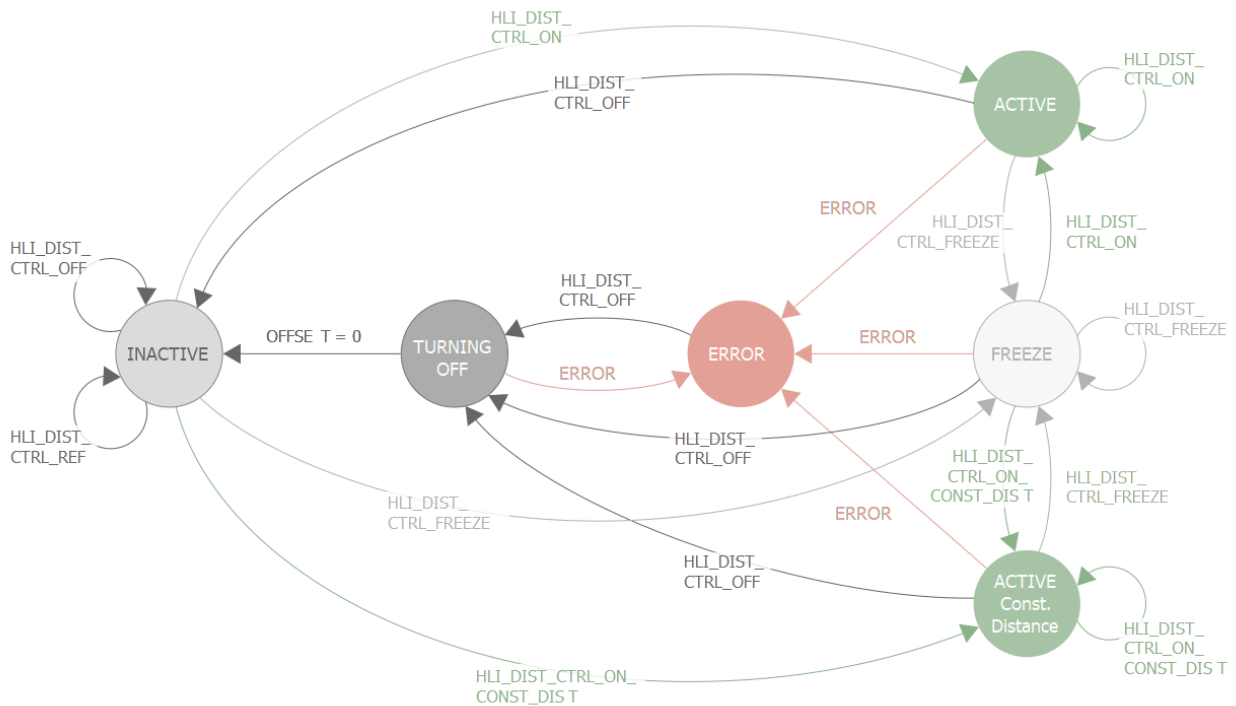 HLI_DIST_
CTRL_ON
HLI_DIST_
CTRL_OFF
ACTIVE
HLI_DIST_
CTRL_ON
ERROR
HLI_DIST_
CTRL_FREEZE
HLI_DIST_
CTRL_ON
HLI_DIST_
CTRL_OFF
HLI_DIST_
CTRL_OFF
INACTIVE
OFFSE T = 0
TURNING
OFF
ERROR
ERROR
ERROR
FREEZE
HLI_DIST_
CTRL_FREEZE
HLI_DIST_
CTRL_REF
HLI_DIST_
CTRL_OFF
HLI_DIST_
CTRL_FREEZE
HLI_DIST_
CTRL_ON_
CONST_DIS T
HLI_DIST_
CTRL_FREEZE
ERROR
HLI_DIST_
CTRL_OFF
ACTIVE
Const.
Distance
HLI_DIST_
CTRL_ON_
CONST_DIS T
HLI_DIST_CTRL_ON_
CONST_DIS T